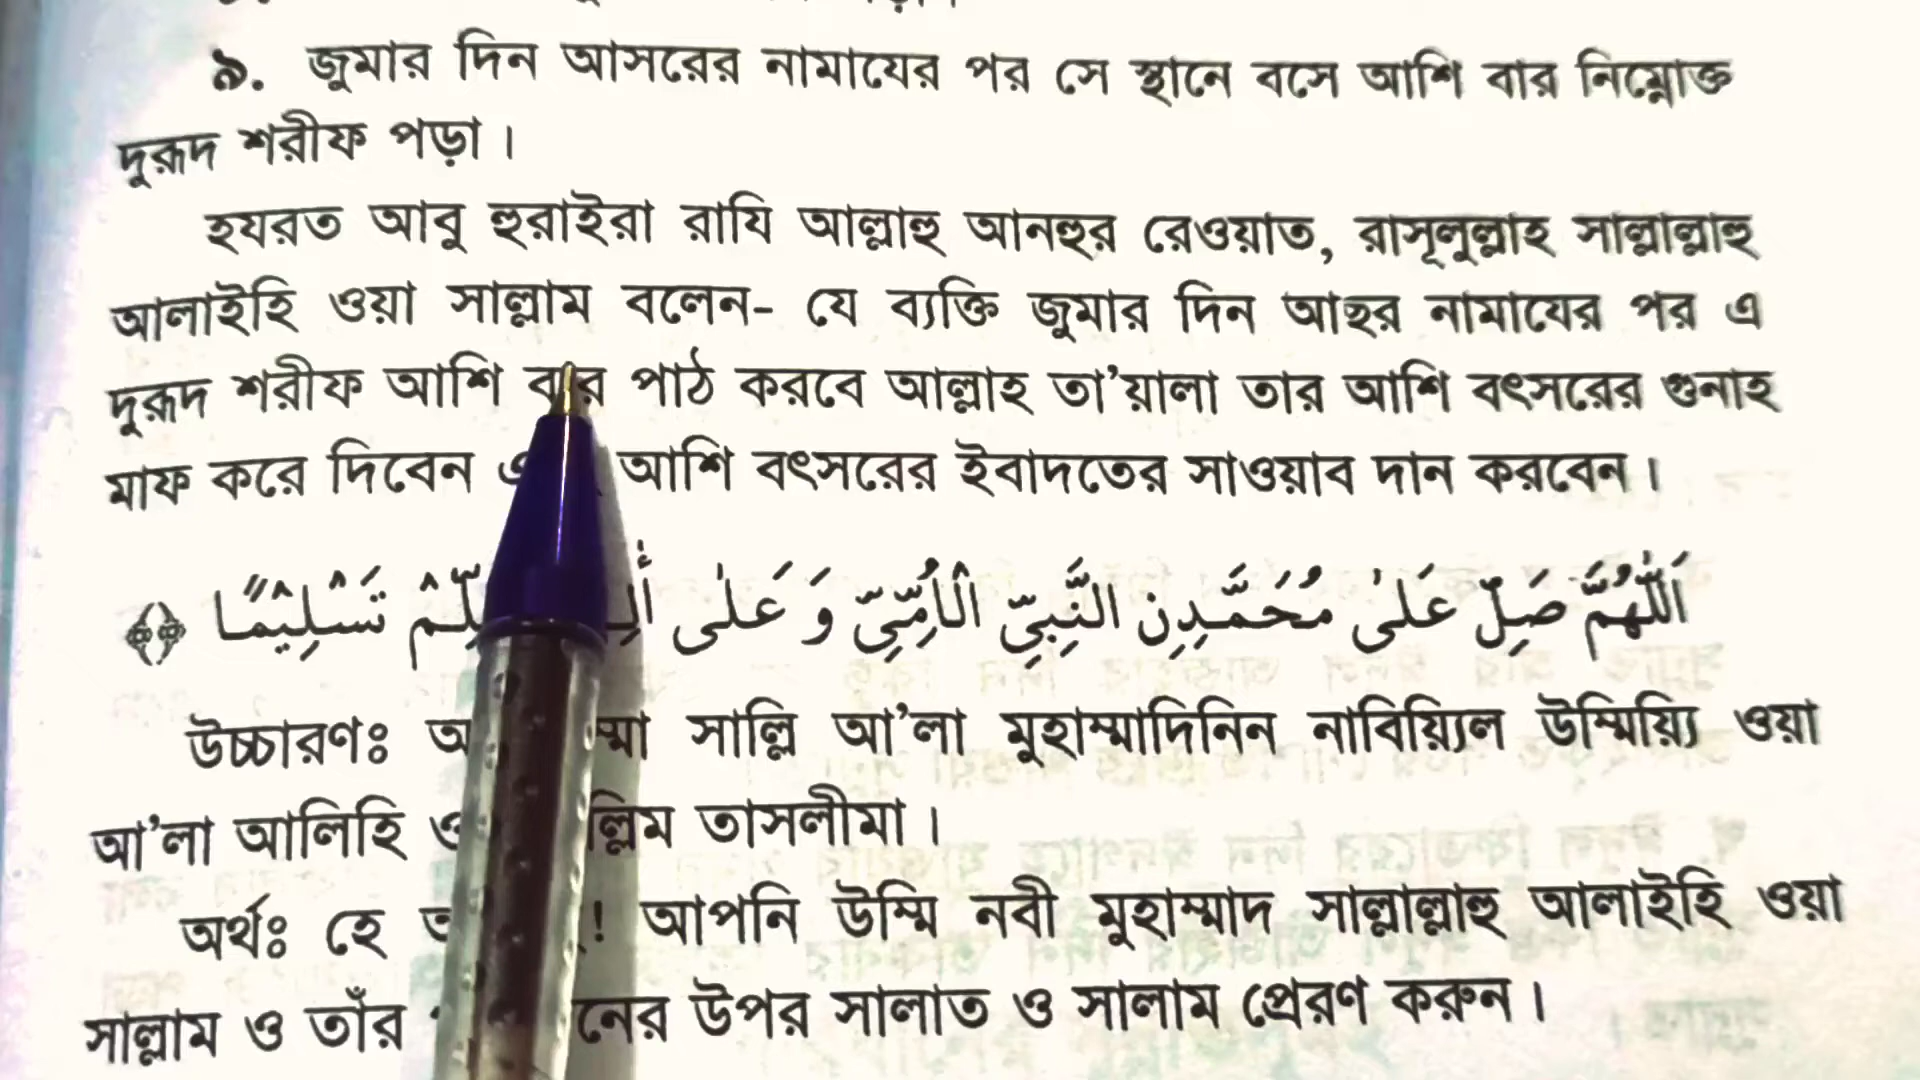 ৯. জুমার দিন আসরের নামাযের পর সে স্থানে বসে আশি বার নিম্নোক্ত
দুরূদ শরীফ পড়া।
হযরত আবু হুরাইরা রাযি আল্লাহু আনহুর রেওয়াত, রাসূলুল্লাহ সাল্লাল্লাহু
আলাইহি ওয়া সাল্লাম বলেন- যে ব্যক্তি জুমার দিন আছর নামাযের পর এ
দুরূদ শরীফ আশি বার পাঠ করবে আল্লাহ তা’য়ালা তার আশি বৎসরের গুনাহ
মাফ করে দিবেন আশি বৎসরের ইবাদতের সাওয়াব দান করবেন।
اَللّٰهُمَّ صَلِّ عَلىٰ مُحَمَّدِنِ النَّبِيِّ الْاُمِّيِّ وَ عَلٰى تَسْلِيْمًا
উচ্চারণঃ সাল্লি আ’লা মুহাম্মাদিনিন নাবিয়্যিল উম্মিয়্যি ওয়া
আ’লা আলিহি তাসলীমা।
অর্থঃ হে ! আপনি উম্মি নবী মুহাম্মাদ সাল্লাল্লাহু আলাইহি ওয়া
সাল্লাম ও তাঁর উপর সালাত ও সালাম প্রেরণ করুন।